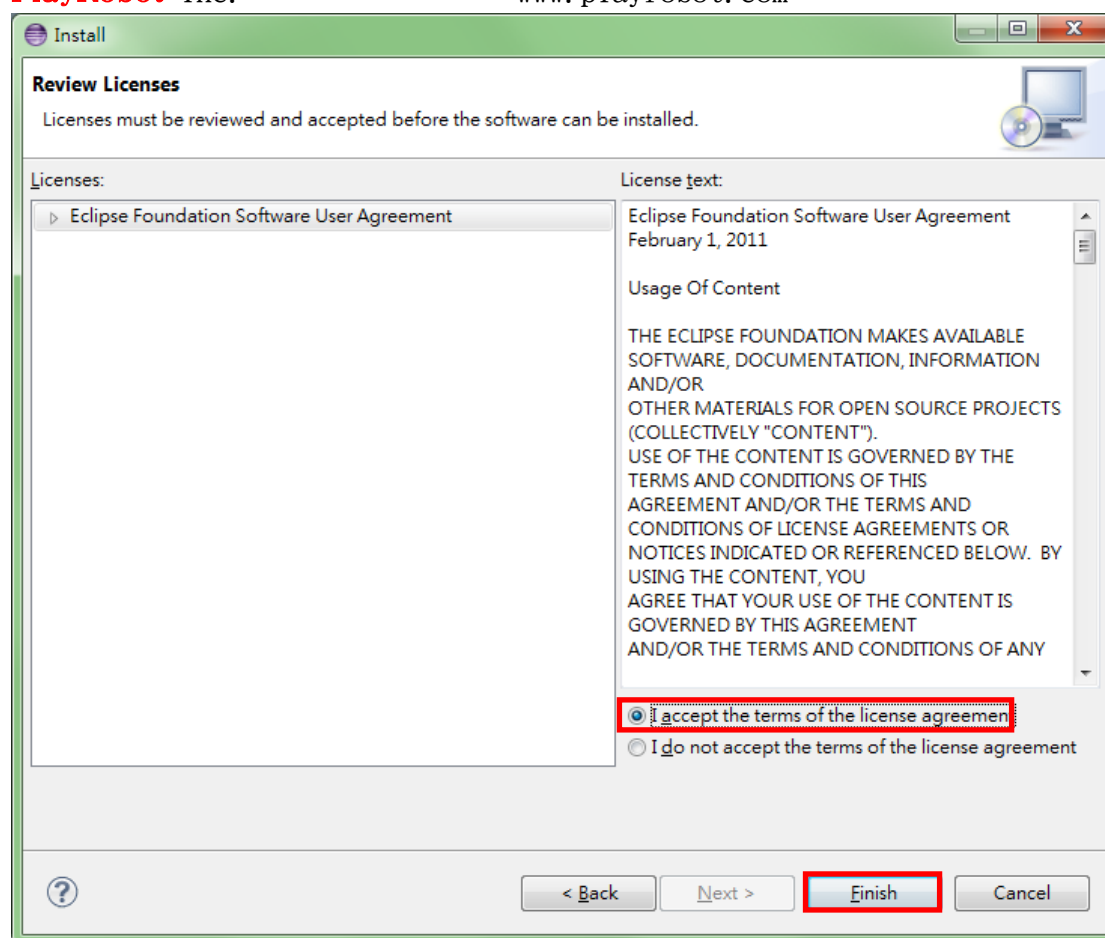 PlayRobot Inc. www.playrobot.com
Install
Review Licenses
Licenses must be reviewed and accepted before the software can be installed.
Licenses:
Eclipse Foundation Software User Agreement
License text:
Eclipse Foundation Software User Agreement
February 1, 2011
Usage Of Content
THE ECLIPSE FOUNDATION MAKES AVAILABLE
SOFTWARE, DOCUMENTATION, INFORMATION
AND/OR
OTHER MATERIALS FOR OPEN SOURCE PROJECTS
(COLLECTIVELY "CONTENT").
USE OF THE CONTENT IS GOVERNED BY THE
TERMS AND CONDITIONS OF THIS
AGREEMENT AND/OR THE TERMS AND
CONDITIONS OF LICENSE AGREEMENTS OR
NOTICES INDICATED OR REFERENCED BELOW.  BY
USING THE CONTENT, YOU
AGREE THAT YOUR USE OF THE CONTENT IS
GOVERNED BY THIS AGREEMENT
AND/OR THE TERMS AND CONDITIONS OF ANY
I accept the terms of the license agreemen
I do not accept the terms of the license agreement
< Back Next > Finish Cancel